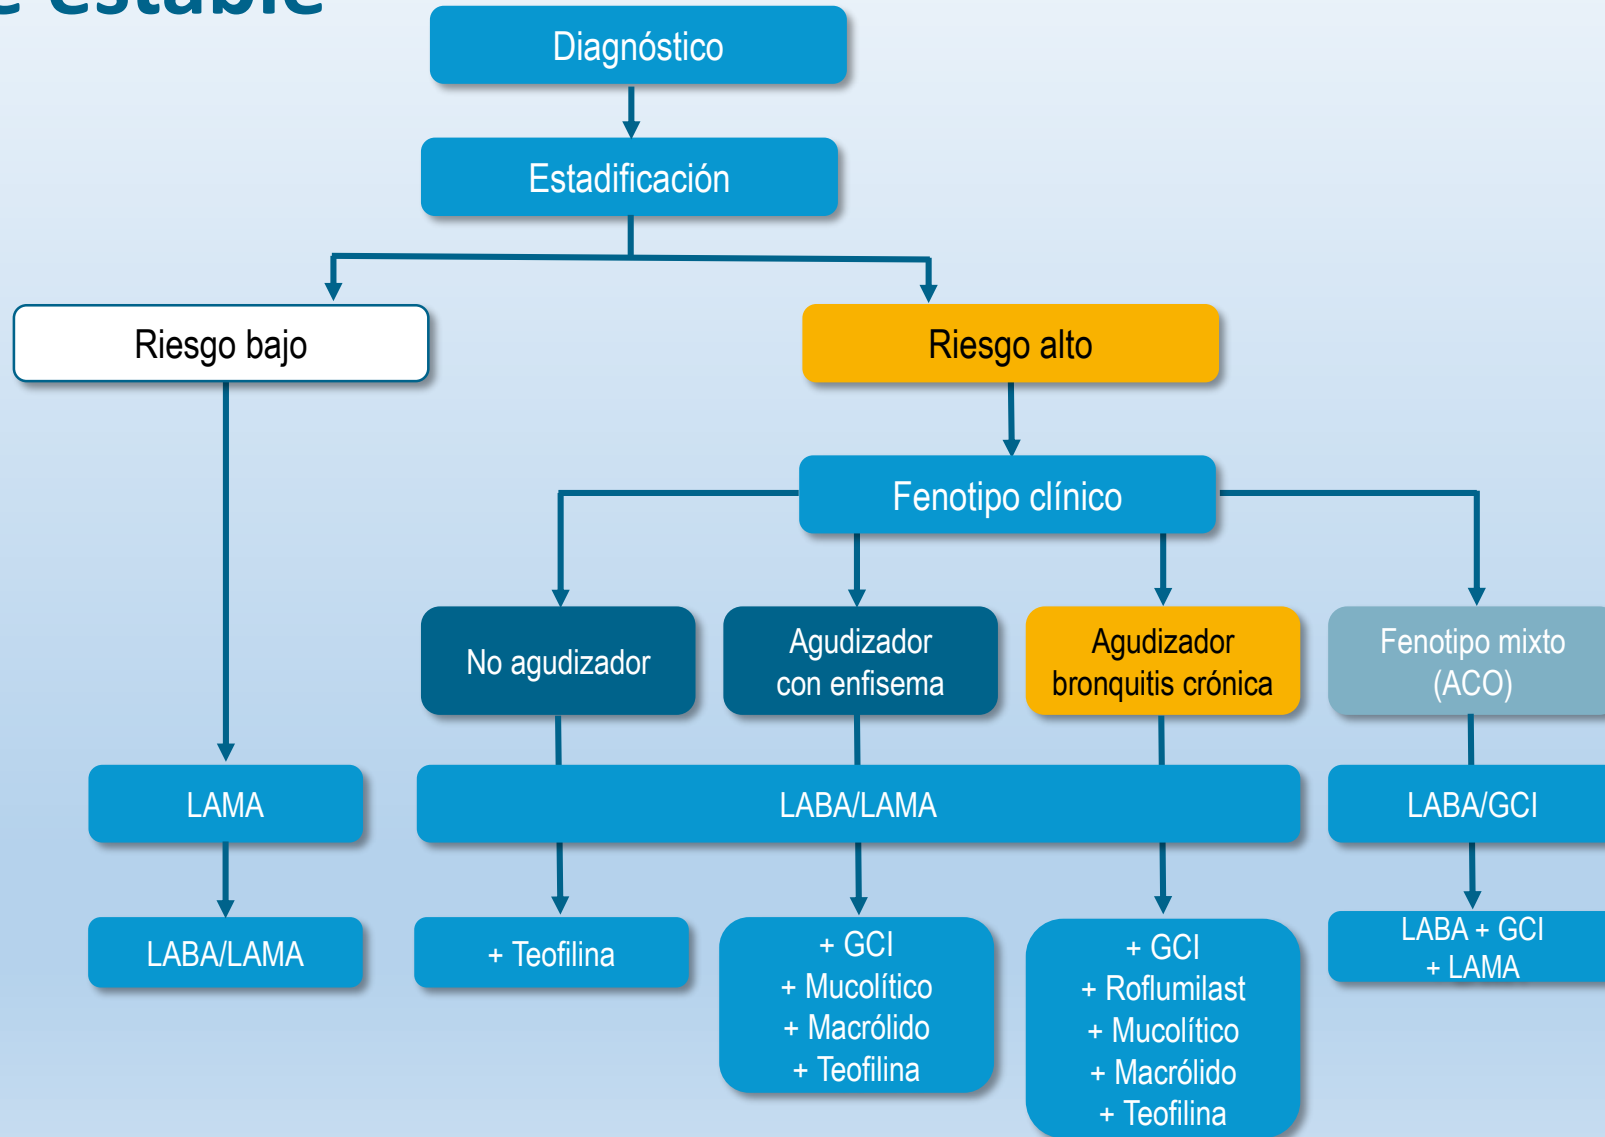 e estable
Diagnóstico
Estadificación
Riesgo bajo
Riesgo alto
Fenotipo clínico
No agudizador
Agudizador
con enfisema
Agudizador
bronquitis crónica
Fenotipo mixto
(ACO)
LAMA
LABA/LAMA
LABA/GCI
LABA/LAMA
+ Teofilina
+ GCI
+ Mucolítico
+ Macrólido
+ Teofilina
+ GCI
+ Roflumilast
+ Mucolítico
+ Macrólido
+ Teofilina
LABA + GCI
+ LAMA